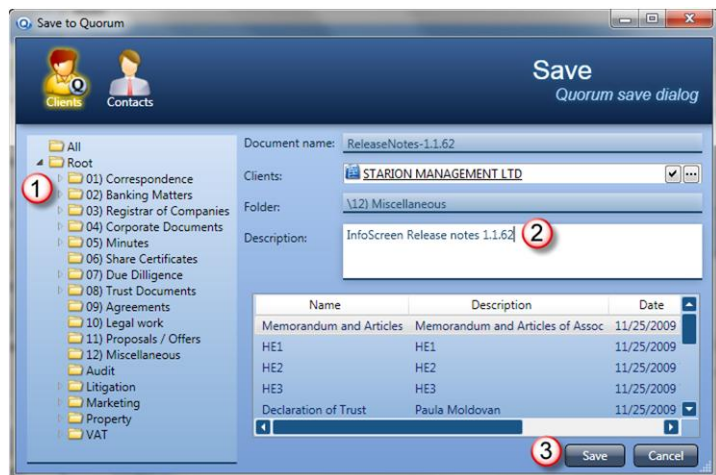 Save to Quorum
Save
Quorum save dialog
Clients
Contacts
All
Root
01) Correspondence
02) Banking Matters
03) Registrar of Companies
04) Corporate Documents
05) Minutes
06) Share Certificates
07) Due Dilligence
08) Trust Documents
09) Agreements
10) Legal work
11) Proposals / Offers
12) Miscellaneous
Audit
Litigation
Marketing
Property
VAT
1
Document name: ReleaseNotes-1.1.62
Clients: STARION MANAGEMENT LTD
Folder: \12) Miscellaneous
Description: InfoScreen Release notes 1.1.62
2
Name Description Date
Memorandum and Articles Memorandum and Articles of Assoc 11/25/2009
HE1 HE1 11/25/2009
HE2 HE2 11/25/2009
HE3 HE3 11/25/2009
Declaration of Trust Paula Moldovan 11/25/2009
3
Save Cancel